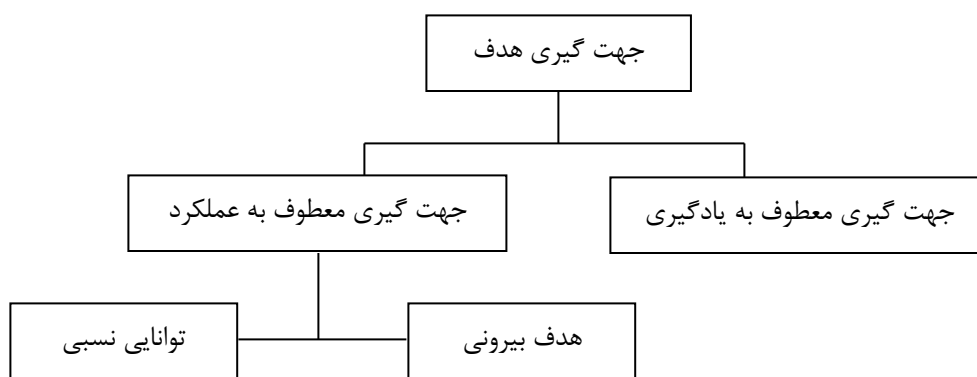 جهت گیری هدف
جهت گیری معطوف به یادگیری
جهت گیری معطوف به عملکرد
هدف بیرونی
توانایی نسبی